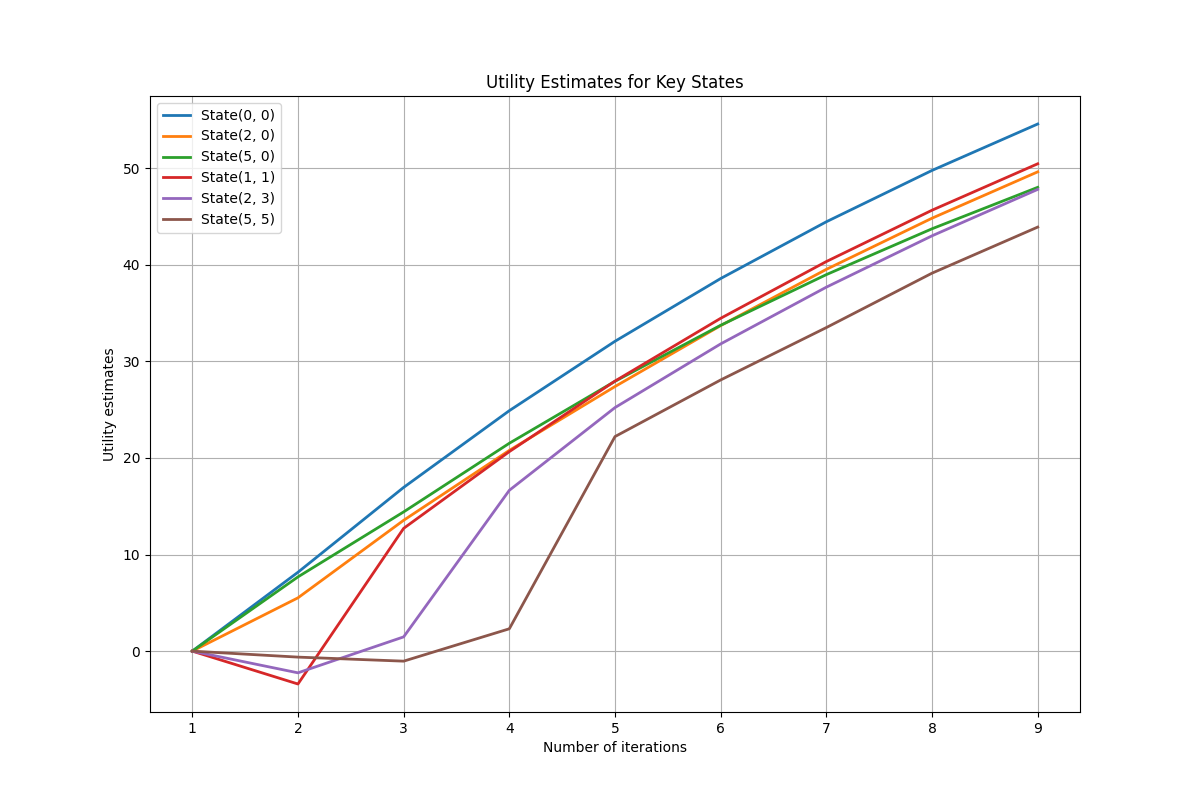 Utility Estimates for Key States
State(0, 0)
State(2, 0)
State(5, 0)
State(1, 1)
State(2, 3)
State(5, 5)
50
40
30
20
10
0
Utility estimates
1 2 3 4 5 6 7 8 9
Number of iterations